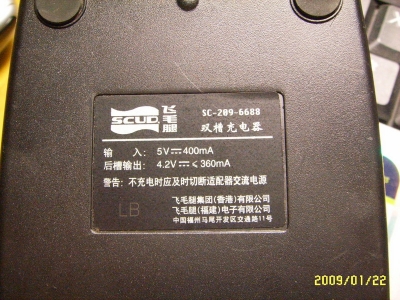 SCUD 飞毛腿
SC-209-6688
双槽充电器
输 入: 5V⎓400mA
后槽输出: 4.2V⎓≤360mA
警告: 不充电时应及时切断适配器交流电源
LB
飞毛腿集团(香港)有限公司
飞毛腿(福建)电子有限公司
中国福州马尾开发区交通路11号
2009/01/22